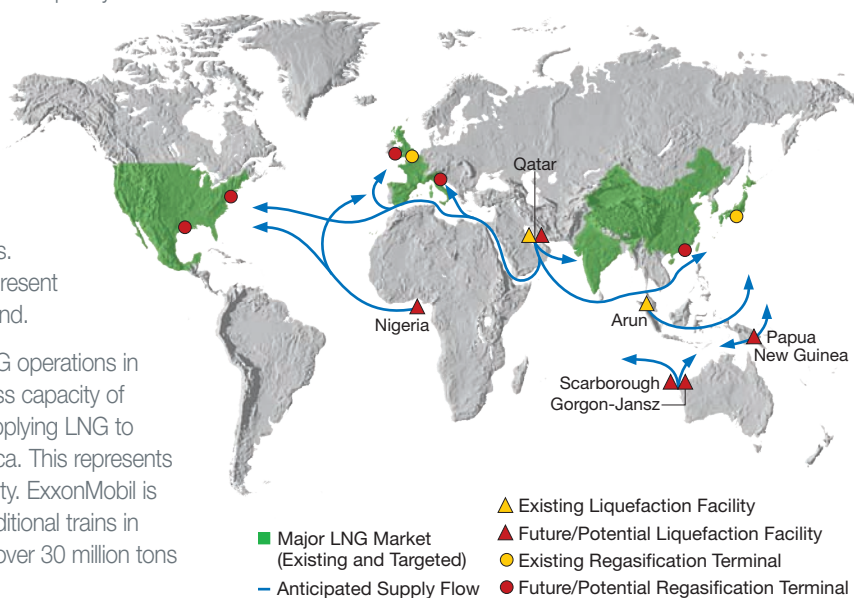 s.
resent
nd.
G operations in
ss capacity of
pplying LNG to
ca. This represents
ty. ExxonMobil is
ditional trains in
over 30 million tons
Qatar
Nigeria
Arun
Papua
New Guinea
Scarborough
Gorgon-Jansz
Major LNG Market
(Existing and Targeted)
Anticipated Supply Flow
Existing Liquefaction Facility
Future/Potential Liquefaction Facility
Existing Regasification Terminal
Future/Potential Regasification Terminal